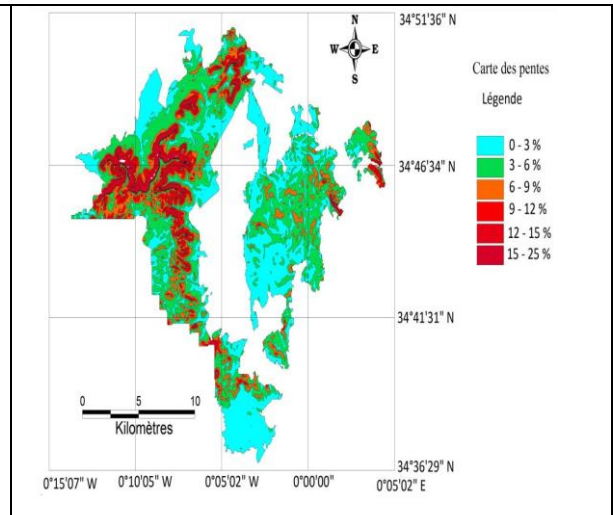 34°51'36" N
N
W E
S
Carte des pentes
Légende
0 - 3 %
3 - 6 %
6 - 9 %
9 - 12 %
12 - 15 %
15 - 25 %
34°46'34" N
34°41'31" N
0 5 10
Kilomètres
34°36'29" N
0°15'07" W 0°10'05" W 0°05'02" W 0°00'00" 0°05'02" E